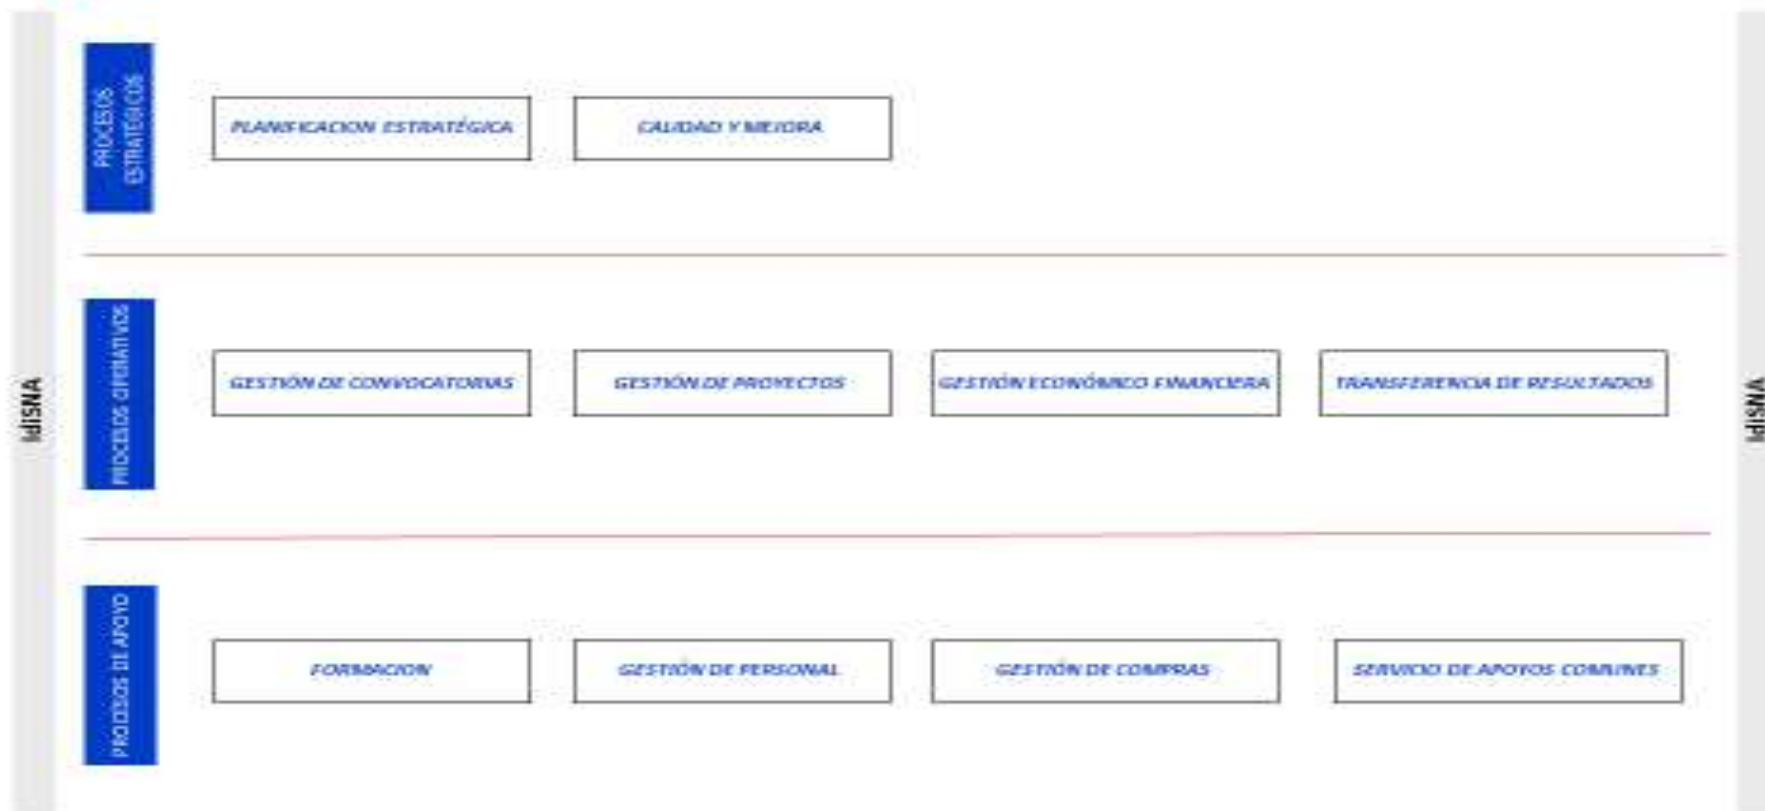 IdiSNA
PROCESOS
ESTRATÉGICOS
PLANIFICACION ESTRATÉGICA
CALIDAD Y MEJORA
PROCESOS OPERATIVOS
GESTIÓN DE CONVOCATORIAS
GESTIÓN DE PROYECTOS
GESTIÓN ECONÓMICO FINANCIERA
TRANSFERENCIA DE RESULTADOS
PROCESOS DE APOYO
FORMACION
GESTIÓN DE PERSONAL
GESTIÓN DE COMPRAS
SERVICIO DE APOYOS COMUNES
IdiSNA